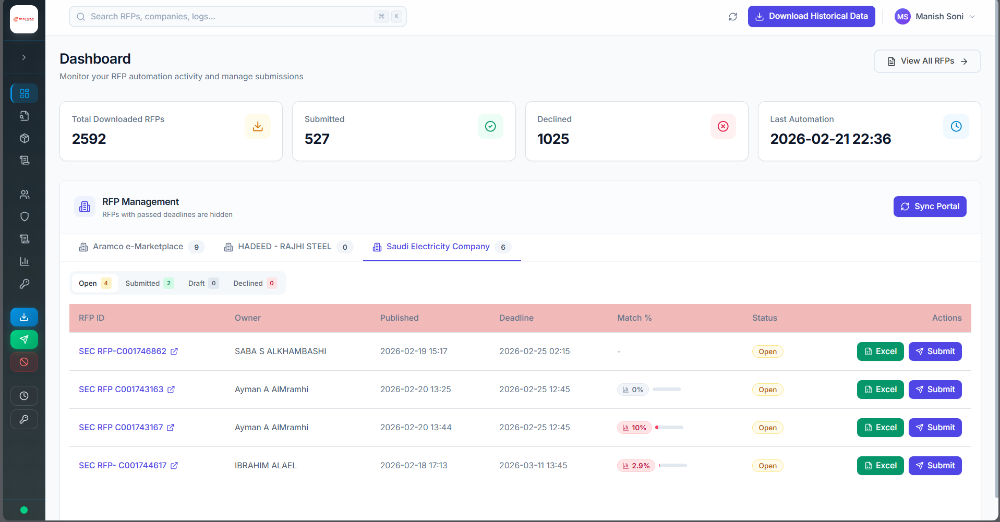 BAHRA
Search RFPs, companies, logs...
⌘ K
Download Historical Data
MS Manish Soni
Dashboard
Monitor your RFP automation activity and manage submissions
View All RFPs
Total Downloaded RFPs
2592
Submitted
527
Declined
1025
Last Automation
2026-02-21 22:36
RFP Management
RFPs with passed deadlines are hidden
Sync Portal
Aramco e-Marketplace 9
HADEED - RAJHI STEEL 0
Saudi Electricity Company 6
Open 4 Submitted 2 Draft 0 Declined 0
RFP ID Owner Published Deadline Match % Status Actions
SEC RFP-C001746862 SABA S ALKHAMBASHI 2026-02-19 15:17 2026-02-25 02:15 - Open Excel Submit
SEC RFP C001743163 Ayman A AlMramhi 2026-02-20 13:25 2026-02-25 12:45 0% Open Excel Submit
SEC RFP C001743167 Ayman A AlMramhi 2026-02-20 13:44 2026-02-25 12:45 10% Open Excel Submit
SEC RFP- C001744617 IBRAHIM ALAEL 2026-02-18 17:13 2026-03-11 13:45 2.9% Open Excel Submit